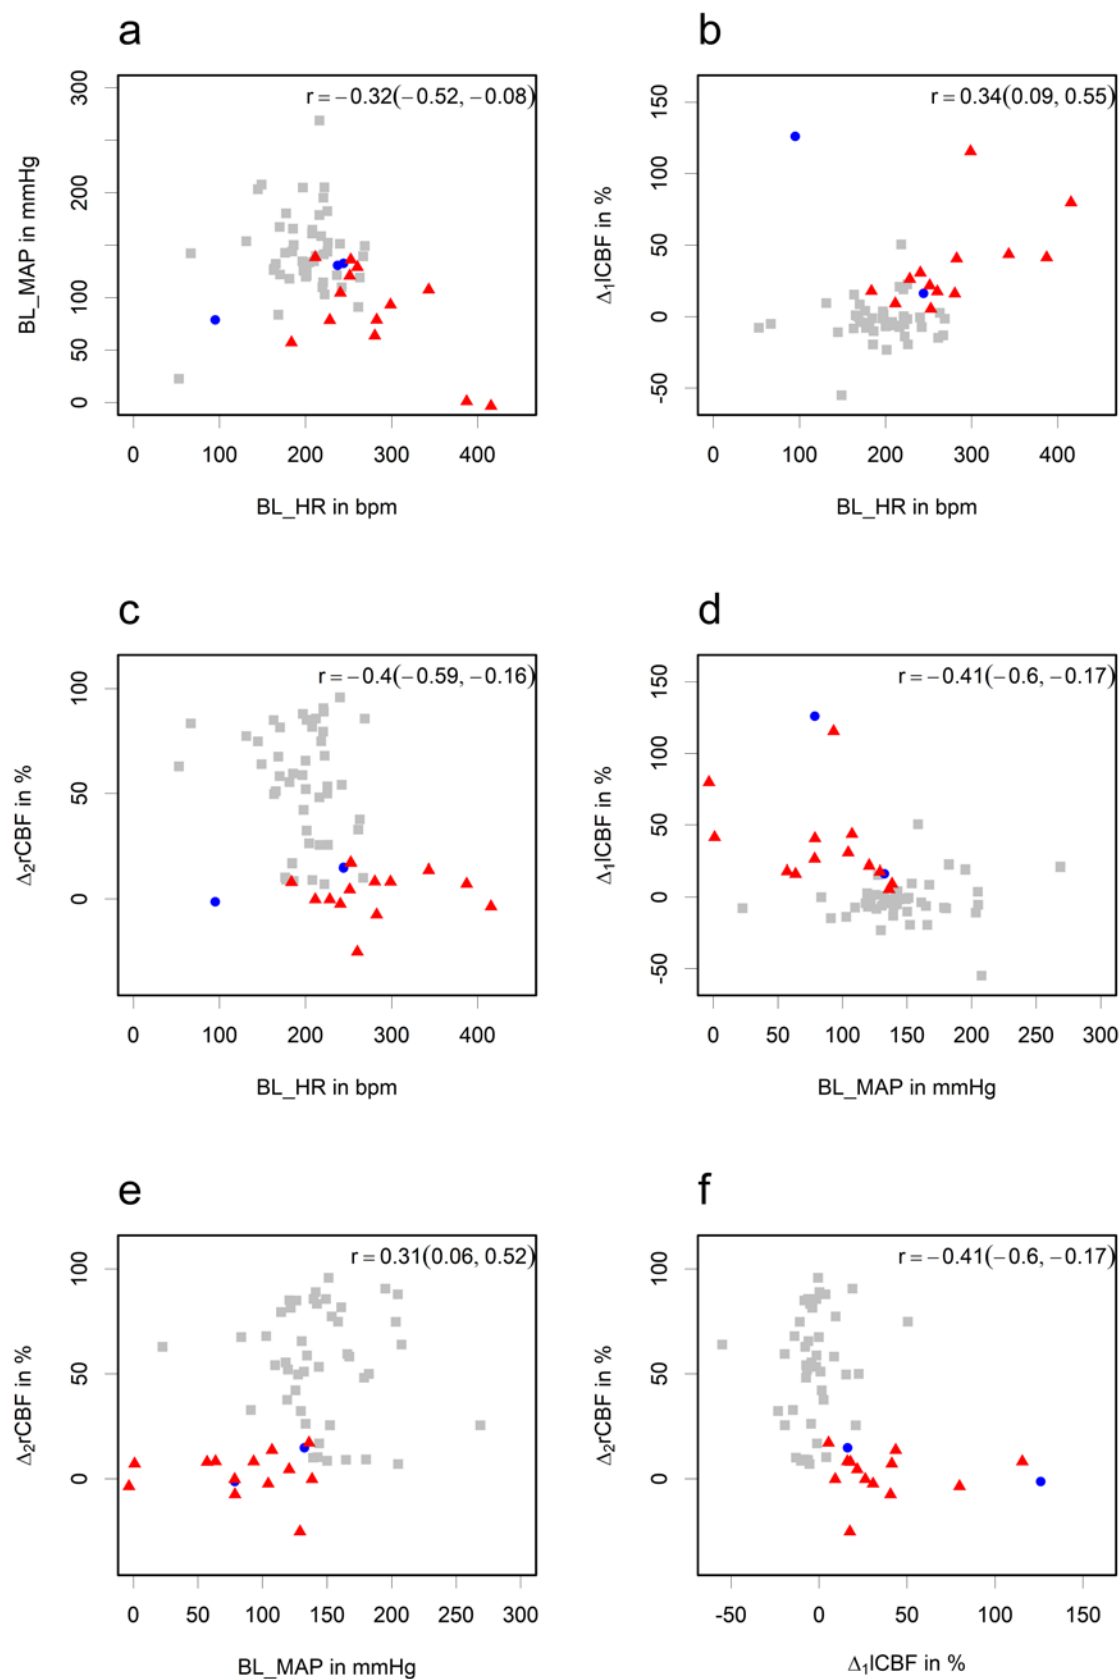 a
r = −0.32(−0.52, −0.08)
BL_MAP in mmHg
0 50 100 200 300
0 100 200 300 400
BL_HR in bpm
b
r = 0.34(0.09, 0.55)
Δ₁lCBF in %
-50 0 50 100 150
0 100 200 300 400
BL_HR in bpm
c
r = −0.4(−0.59, −0.16)
Δ₂rCBF in %
0 50 100
0 100 200 300 400
BL_HR in bpm
d
r = −0.41(−0.6, −0.17)
Δ₁lCBF in %
-50 0 50 100 150
0 50 100 150 200 250 300
BL_MAP in mmHg
e
r = 0.31(0.06, 0.52)
Δ₂rCBF in %
0 50 100
0 50 100 150 200 250 300
BL_MAP in mmHg
f
r = −0.41(−0.6, −0.17)
Δ₂rCBF in %
0 50 100
-50 0 50 100 150
Δ₁lCBF in %